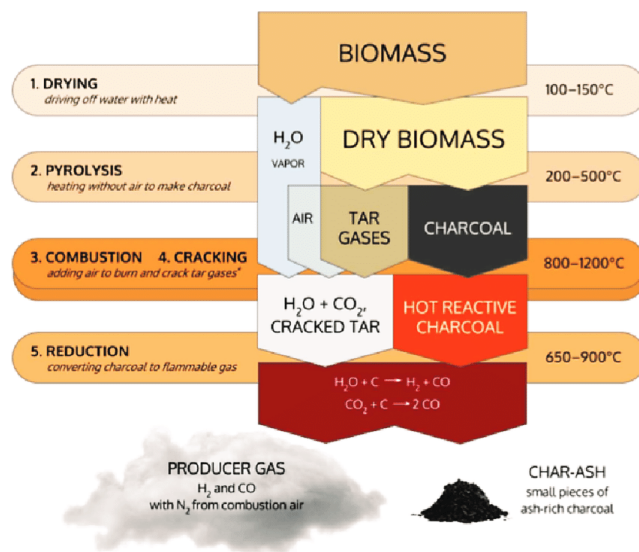 BIOMASS
1. DRYING
driving off water with heat
100–150°C
H₂O
VAPOR
DRY BIOMASS
2. PYROLYSIS
heating without air to make charcoal
200–500°C
AIR
TAR
GASES
CHARCOAL
3. COMBUSTION 4. CRACKING
adding air to burn and crack tar gases*
800–1200°C
H₂O + CO₂,
CRACKED TAR
HOT REACTIVE
CHARCOAL
5. REDUCTION
converting charcoal to flammable gas
650–900°C
H₂O + C → H₂ + CO
CO₂ + C → 2 CO
PRODUCER GAS
H₂ and CO
with N₂ from combustion air
CHAR-ASH
small pieces of
ash-rich charcoal